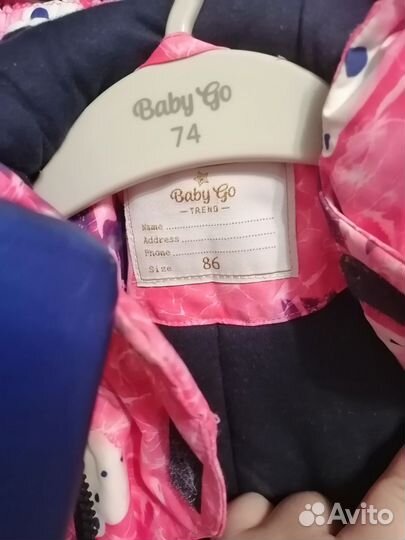 Baby Go
74
Baby Go
— TREND —
Name
Address
Phone
Size 86
Avito